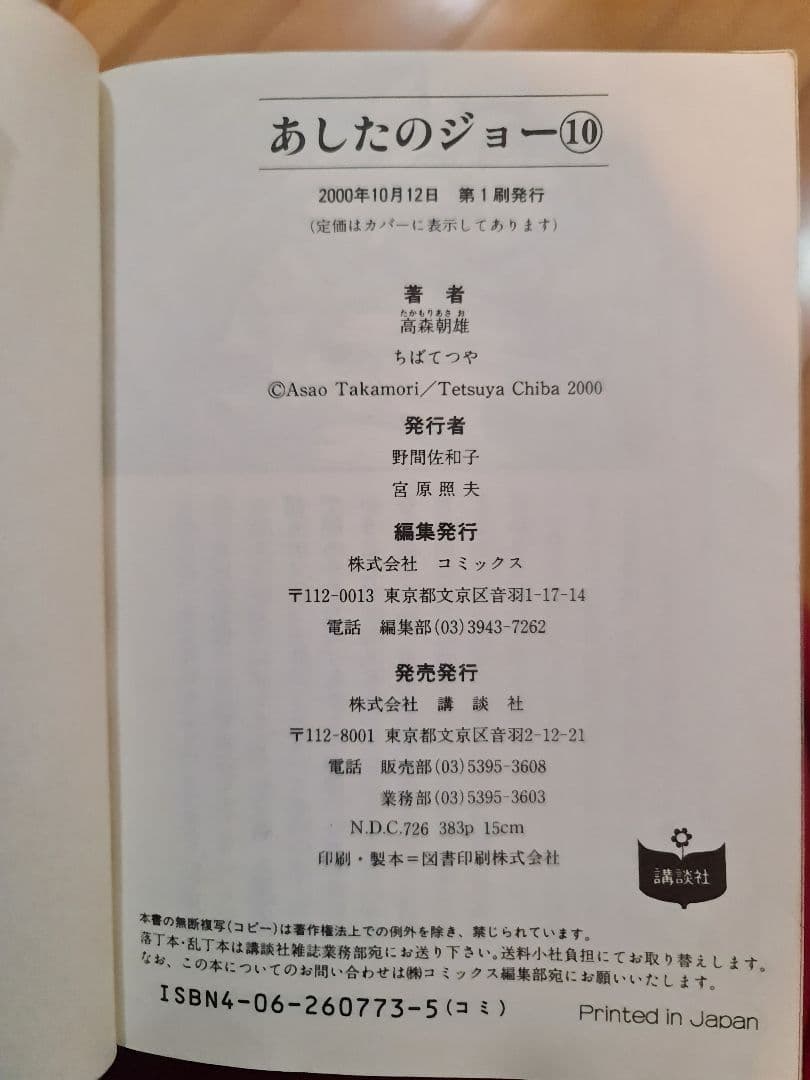 あしたのジョー⑩
2000年10月12日　第1刷発行
(定価はカバーに表示してあります)
著　者
たかもりあさお
高森朝雄
ちばてつや
©Asao Takamori／Tetsuya Chiba 2000
発行者
野間佐和子
宮原照夫
編集発行
株式会社　コミックス
〒112-0013 東京都文京区音羽1-17-14
電話　編集部(03)3943-7262
発売発行
株式会社　講　談　社
〒112-8001 東京都文京区音羽2-12-21
電話　販売部(03)5395-3608
業務部(03)5395-3603
N.D.C.726 383p 15cm
印刷・製本＝図書印刷株式会社
講談社
本書の無断複写(コピー)は著作権法上での例外を除き、禁じられています。
落丁本・乱丁本は講談社雑誌業務部宛にお送り下さい。送料小社負担にてお取り替えします。
なお、この本についてのお問い合わせは㈱コミックス編集部宛にお願いいたします。
ISBN4-06-260773-5(コミ)
Printed in Japan